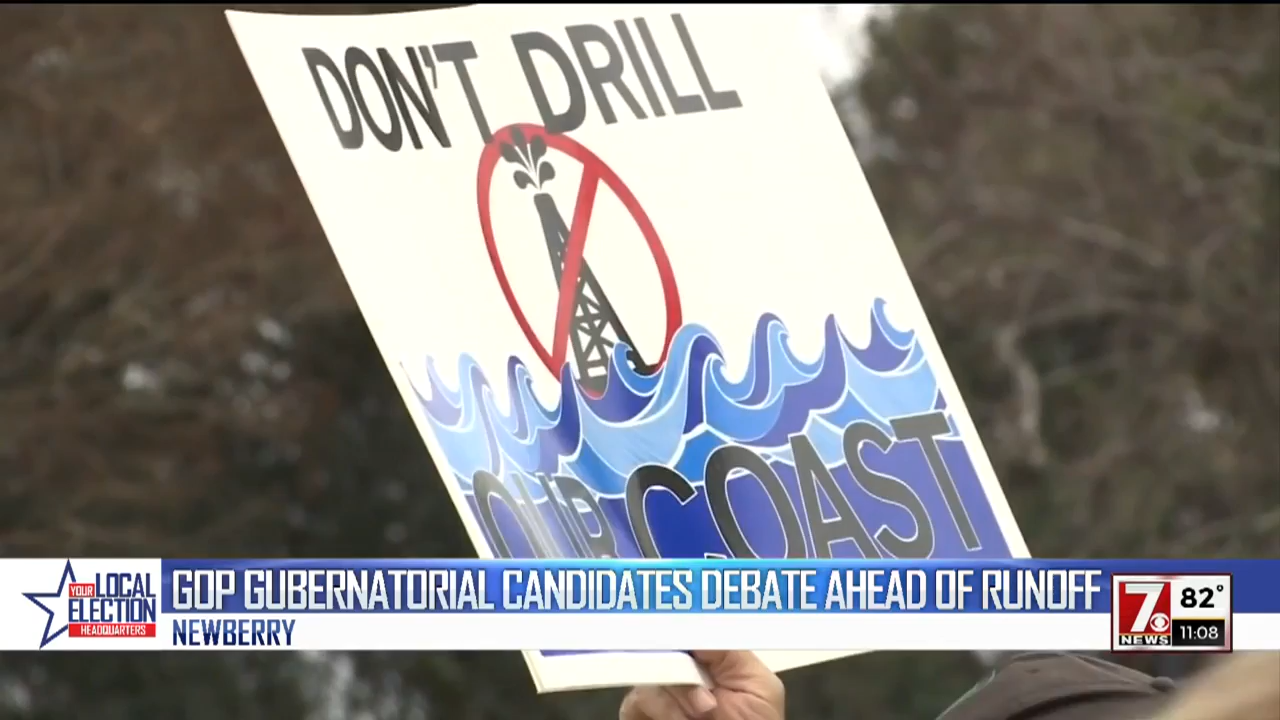 DON'T DRILL
OUR COAST
YOUR LOCAL
ELECTION
HEADQUARTERS
GOP GUBERNATORIAL CANDIDATES DEBATE AHEAD OF RUNOFF
NEWBERRY
7
NEWS
82°
11:08